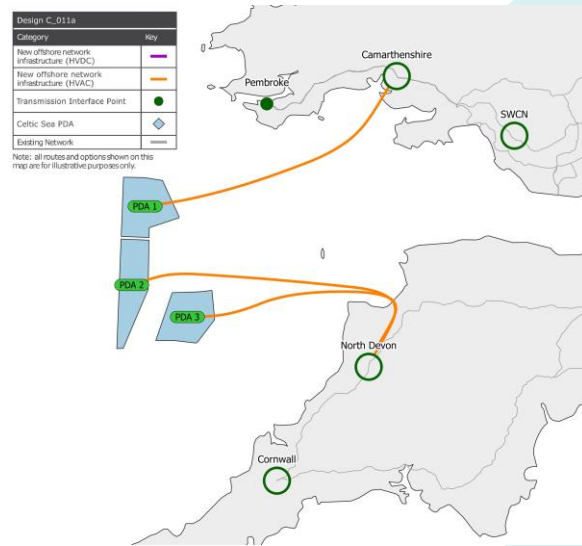 Design C_011a
Category Key
New offshore network
infrastructure (HVDC)
New offshore network
infrastructure (HVAC)
Transmission Interface Point
Celtic Sea PDA
Existing Network
Note: all routes and options shown on this
map are for illustrative purposes only.
Camarthenshire
Pembroke
SWCN
PDA 1
PDA 2
PDA 3
North Devon
Cornwall